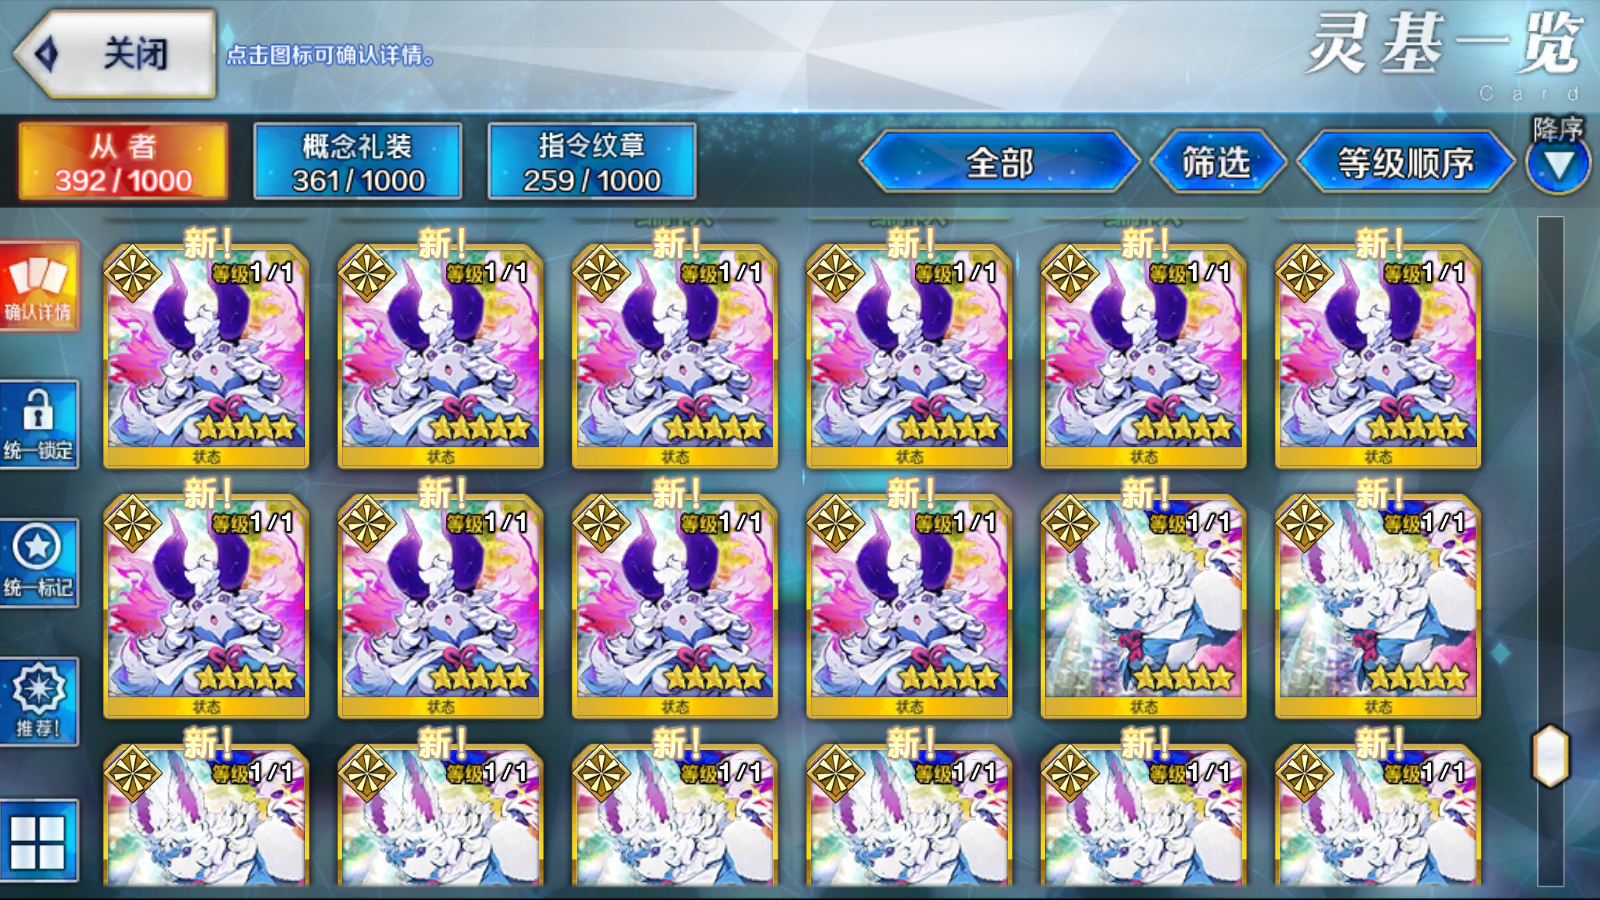 关闭
点击图标可确认详情。
灵基一览
Card
从者
392/1000
概念礼装
361/1000
指令纹章
259/1000
全部
筛选
等级顺序
降序
确认详情
统一锁定
统一标记
推荐!
新! 新! 新! 新! 新! 新!
等级1/1 等级1/1 等级1/1 等级1/1 等级1/1 等级1/1
状态 状态 状态 状态 状态 状态
新! 新! 新! 新! 新! 新!
等级1/1 等级1/1 等级1/1 等级1/1 等级1/1 等级1/1
状态 状态 状态 状态 状态 状态
新! 新! 新! 新! 新! 新!
等级1/1 等级1/1 等级1/1 等级1/1 等级1/1 等级1/1